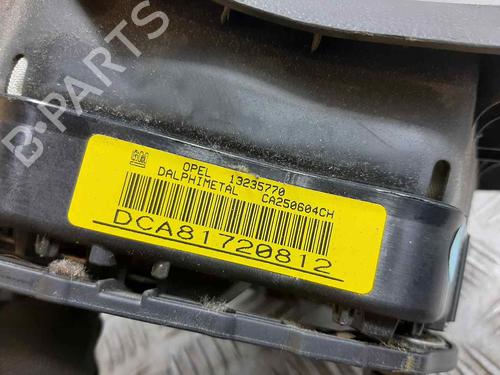 B-PARTS
OPEL 13235770
DALPHIMETAL CA250604CH
DCA81720812